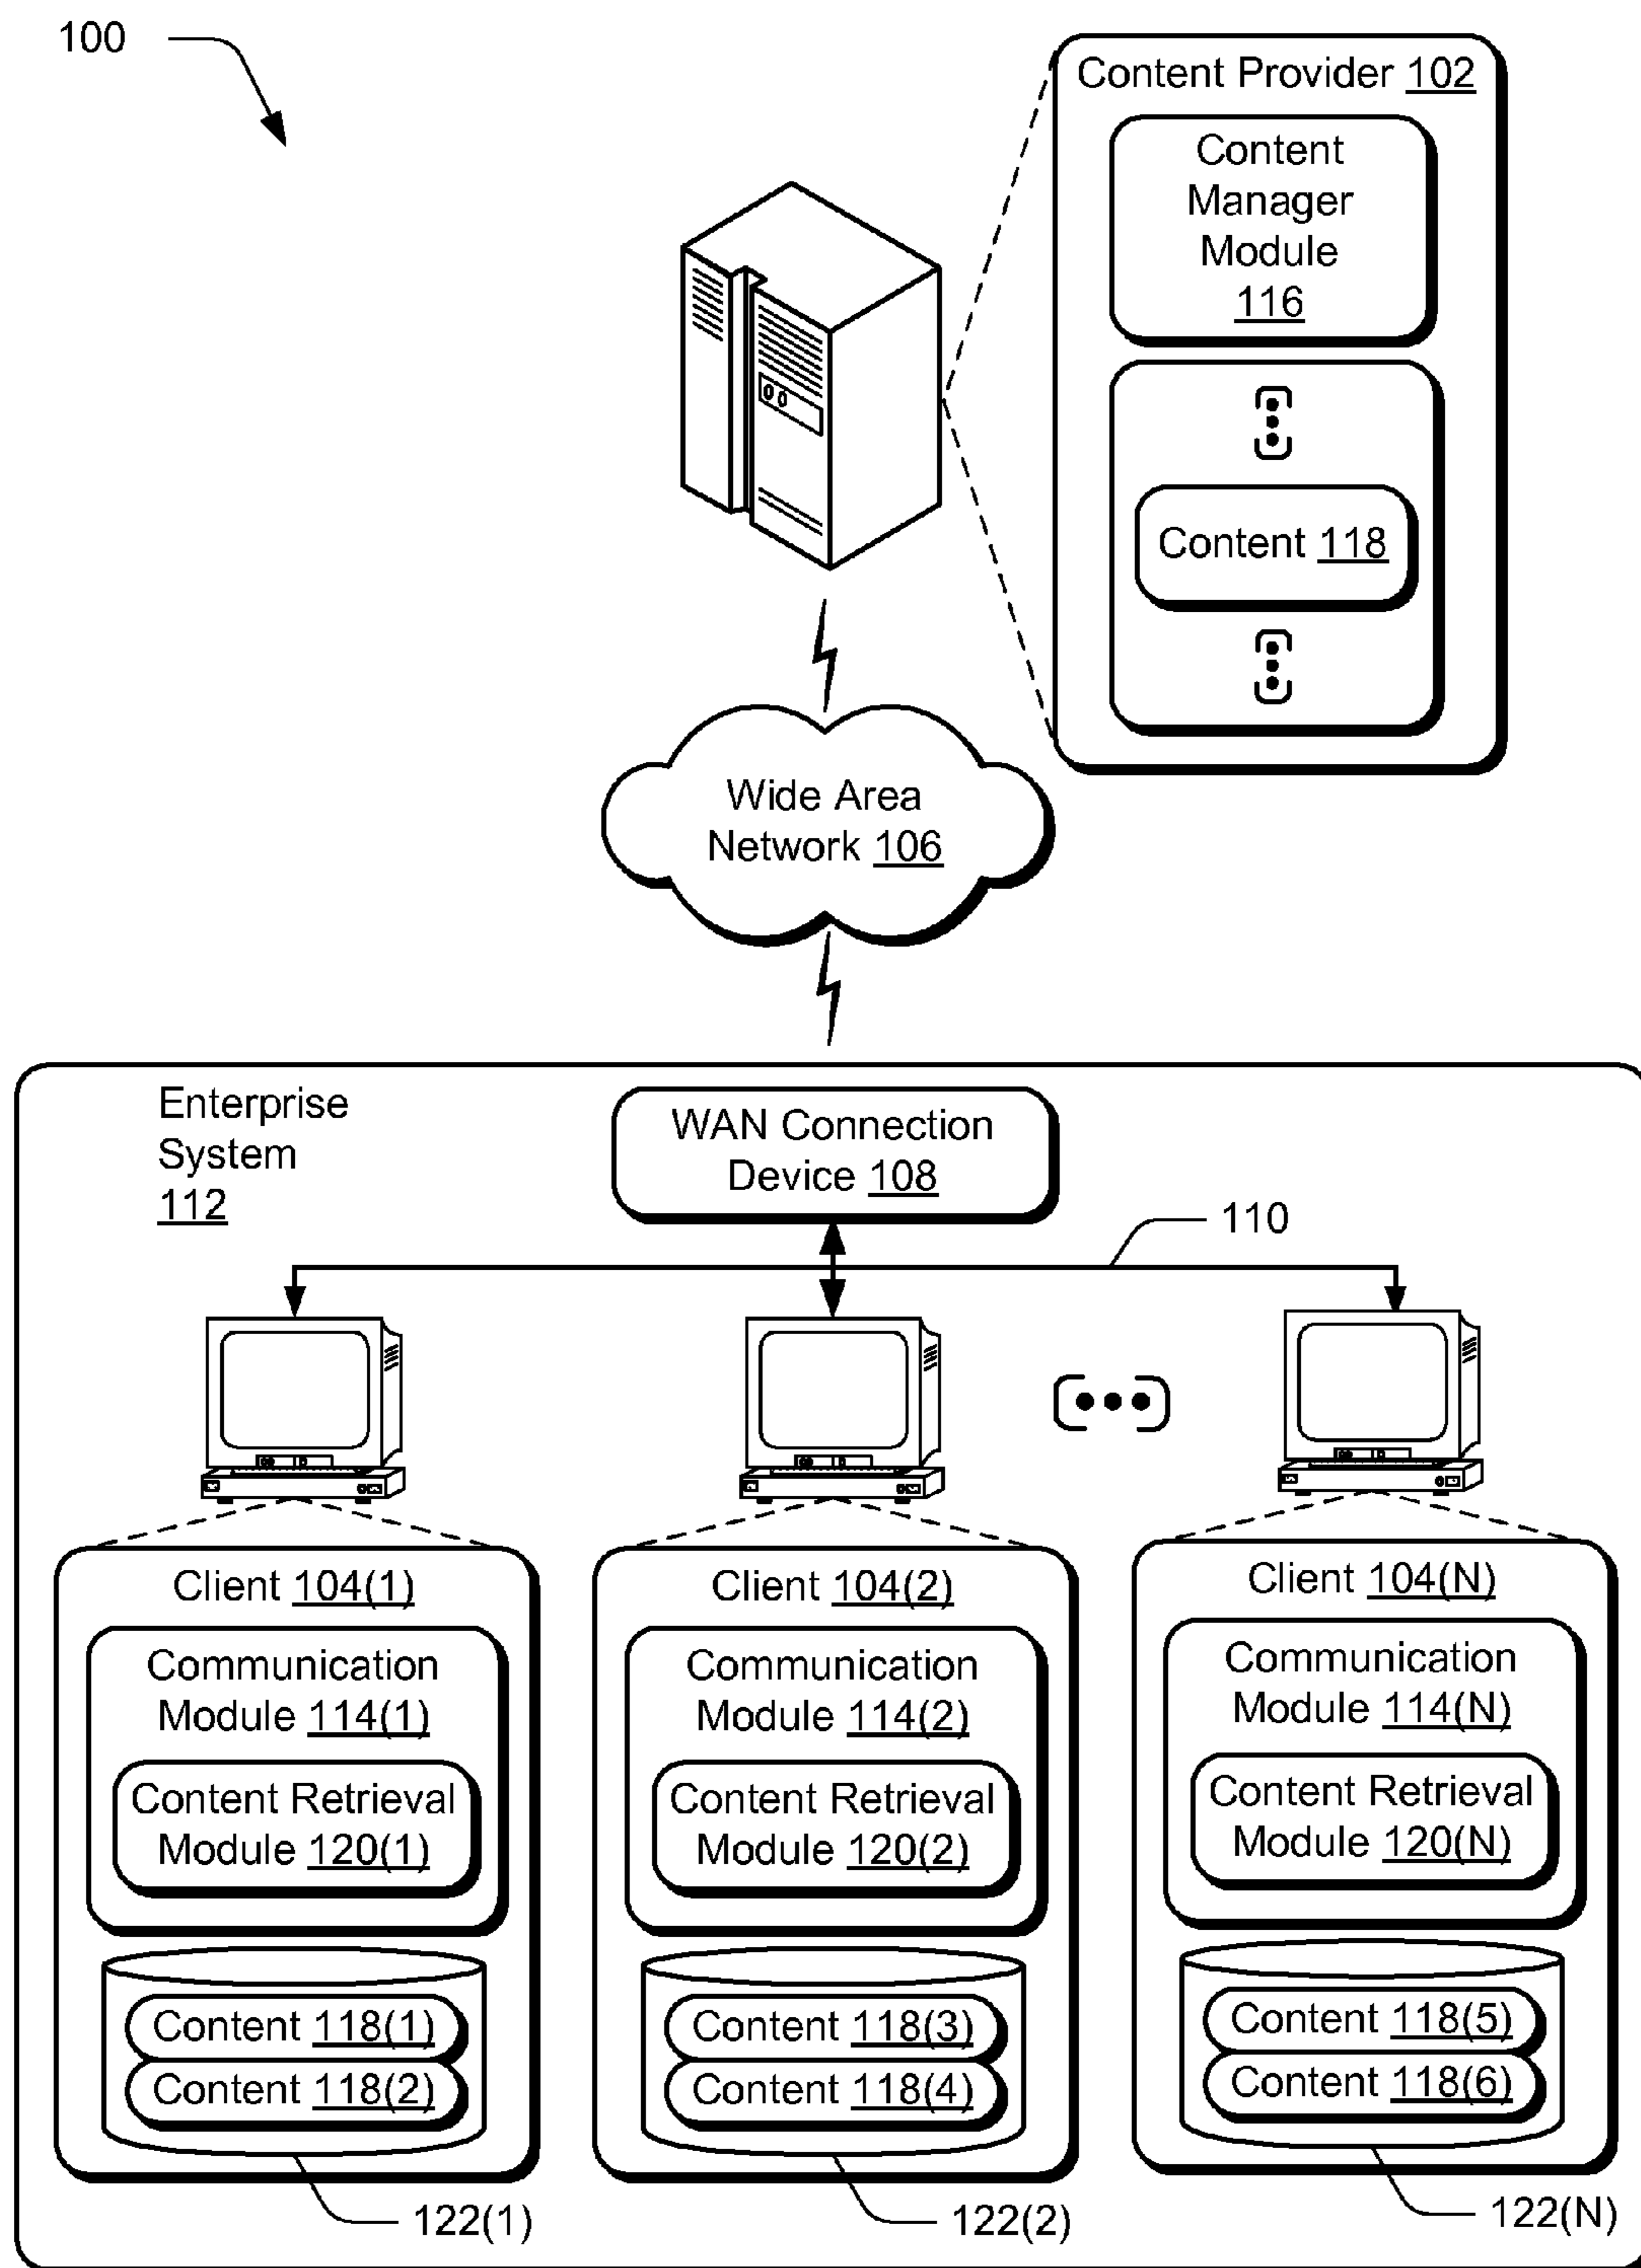 100
Content Provider 102
Content
Manager
Module
116
Content 118
Wide Area
Network 106
Enterprise
System
112
WAN Connection
Device 108
110
Client 104(1)
Communication
Module 114(1)
Content Retrieval
Module 120(1)
Content 118(1)
Content 118(2)
122(1)
Client 104(2)
Communication
Module 114(2)
Content Retrieval
Module 120(2)
Content 118(3)
Content 118(4)
122(2)
Client 104(N)
Communication
Module 114(N)
Content Retrieval
Module 120(N)
Content 118(5)
Content 118(6)
122(N)